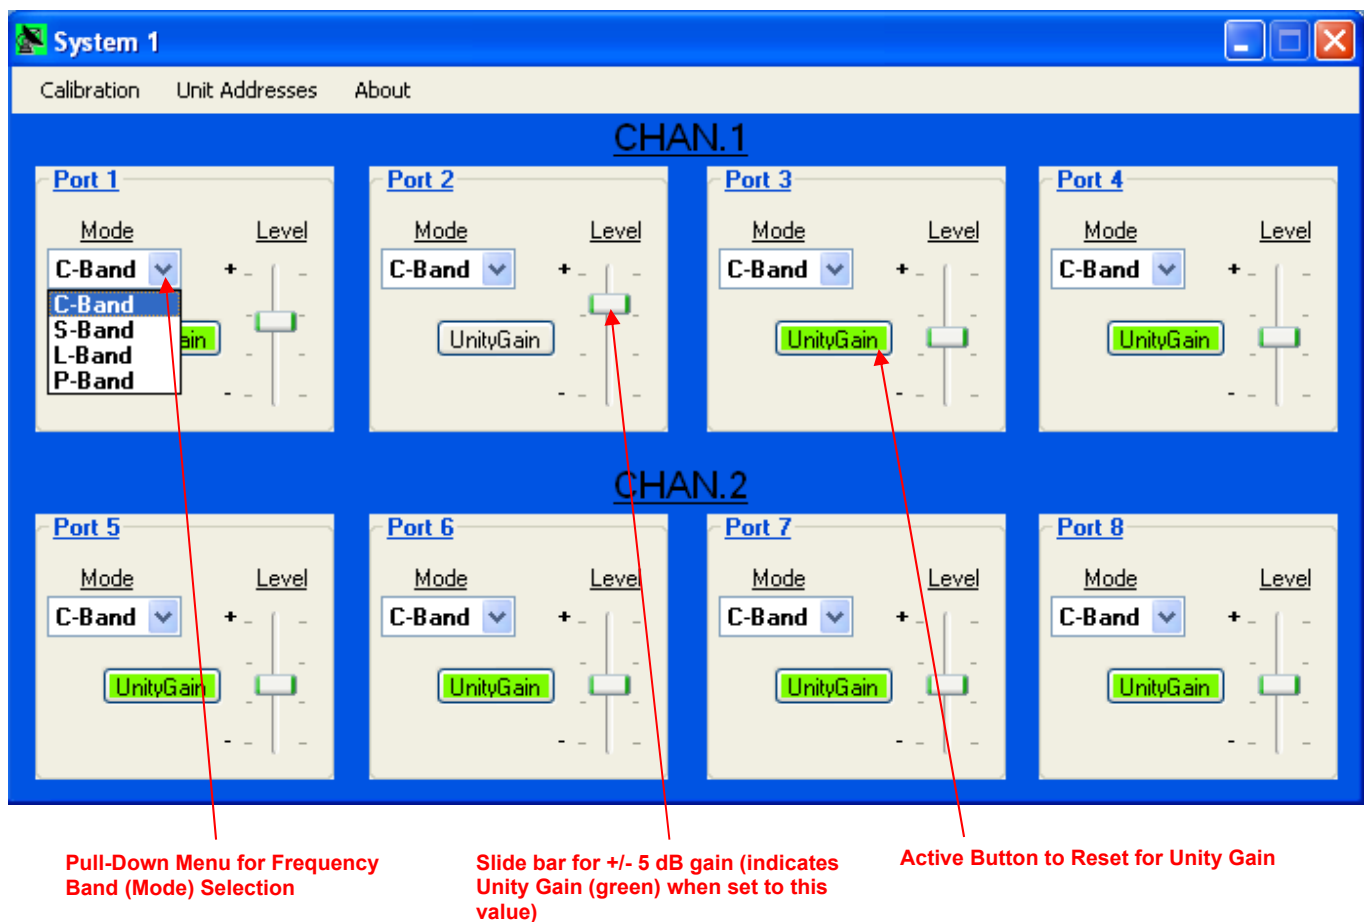 System 1
Calibration Unit Addresses About
CHAN.1
Port 1 Port 2 Port 3 Port 4
Mode Level Mode Level Mode Level Mode Level
C-Band + C-Band + C-Band + C-Band +
C-Band
S-Band
ain UnityGain UnityGain UnityGain
L-Band
P-Band
- - - -
CHAN.2
Port 5 Port 6 Port 7 Port 8
Mode Level Mode Level Mode Level Mode Level
C-Band + C-Band + C-Band + C-Band +
UnityGain UnityGain UnityGain UnityGain
- - - -
Pull-Down Menu for Frequency
Band (Mode) Selection
Slide bar for +/- 5 dB gain (indicates
Unity Gain (green) when set to this
value)
Active Button to Reset for Unity Gain